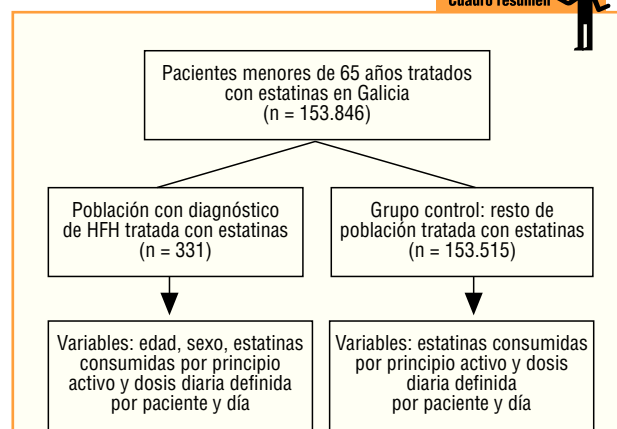 Cuadro resumen
Pacientes menores de 65 años tratados
con estatinas en Galicia
(n = 153.846)
Población con diagnóstico
de HFH tratada con estatinas
(n = 331)
Grupo control: resto de
población tratada con estatinas
(n = 153.515)
Variables: edad, sexo, estatinas
consumidas por principio
activo y dosis diaria definida
por paciente y día
Variables: estatinas consumidas
por principio activo y dosis
diaria definida
por paciente y día